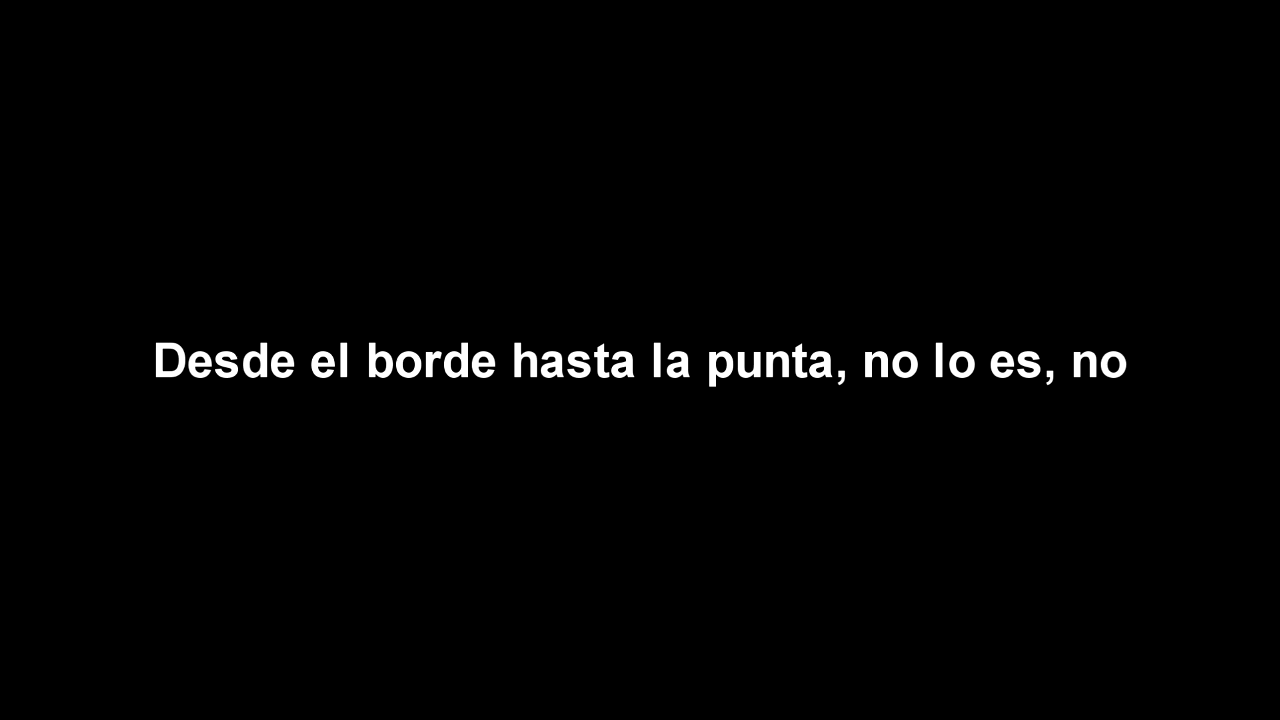 Desde el borde hasta la punta, no lo es, no